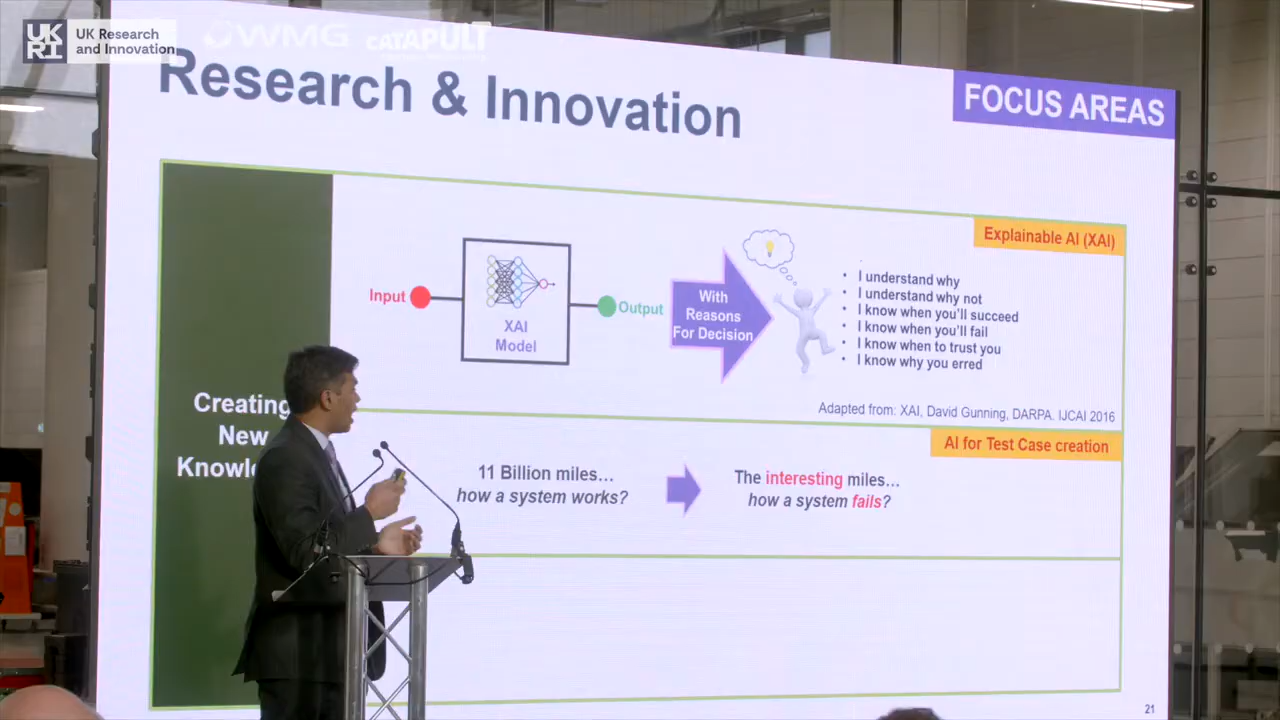 UK
RI
UK Research
and Innovation
WMG
CATAPULT
Research & Innovation
FOCUS AREAS
Explainable AI (XAI)
Input
XAI
Model
Output
With
Reasons
For Decision
• I understand why
• I understand why not
• I know when you'll succeed
• I know when you'll fail
• I know when to trust you
• I know why you erred
Adapted from: XAI, David Gunning, DARPA. IJCAI 2016
Creating
New
AI for Test Case creation
11 Billion miles…
how a system works?
The interesting miles…
how a system fails?
21